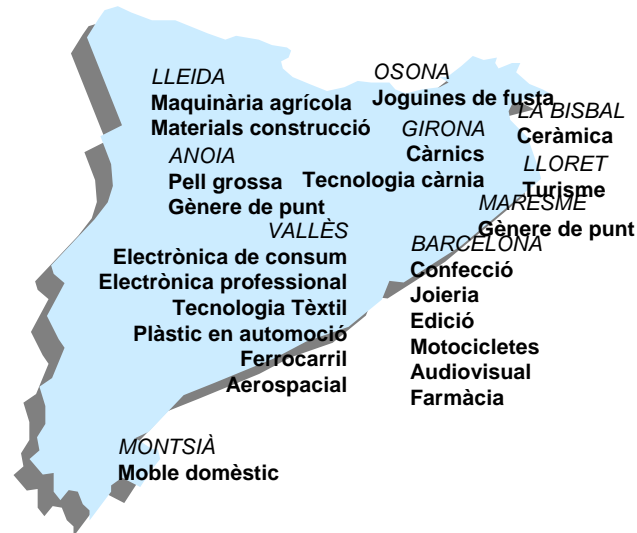 LLEIDA
Maquinària agrícola
Materials construcció
OSONA
Joguines de fusta
LA BISBAL
Ceràmica
GIRONA
Càrnics
Tecnologia càrnia
ANOIA
Pell grossa
Gènere de punt
LLORET
Turisme
MARESME
Gènere de punt
VALLÈS
Electrònica de consum
Electrònica professional
Tecnologia Tèxtil
Plàstic en automoció
Ferrocarril
Aerospacial
BARCELONA
Confecció
Joieria
Edició
Motocicletes
Audiovisual
Farmàcia
MONTSIÀ
Moble domèstic